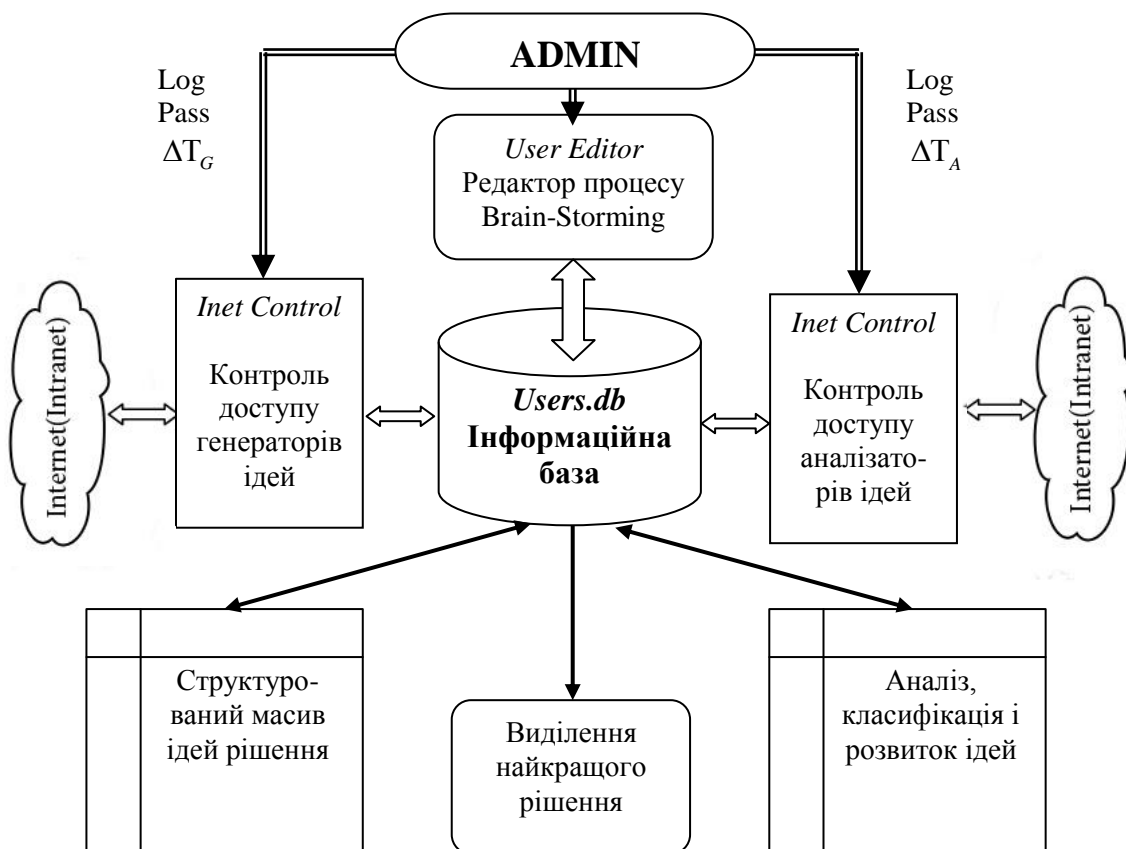 ADMIN
Log
Pass
ΔT_G
Log
Pass
ΔT_A
User Editor
Редактор процесу
Brain-Storming
Internet(Intranet)
Inet Control
Контроль
доступу
генераторів
ідей
Users.db
Інформаційна
база
Inet Control
Контроль
доступу
аналізато-
рів ідей
Internet(Intranet)
Структуро-
ваний масив
ідей рішення
Виділення
найкращого
рішення
Аналіз,
класифікація і
розвиток ідей